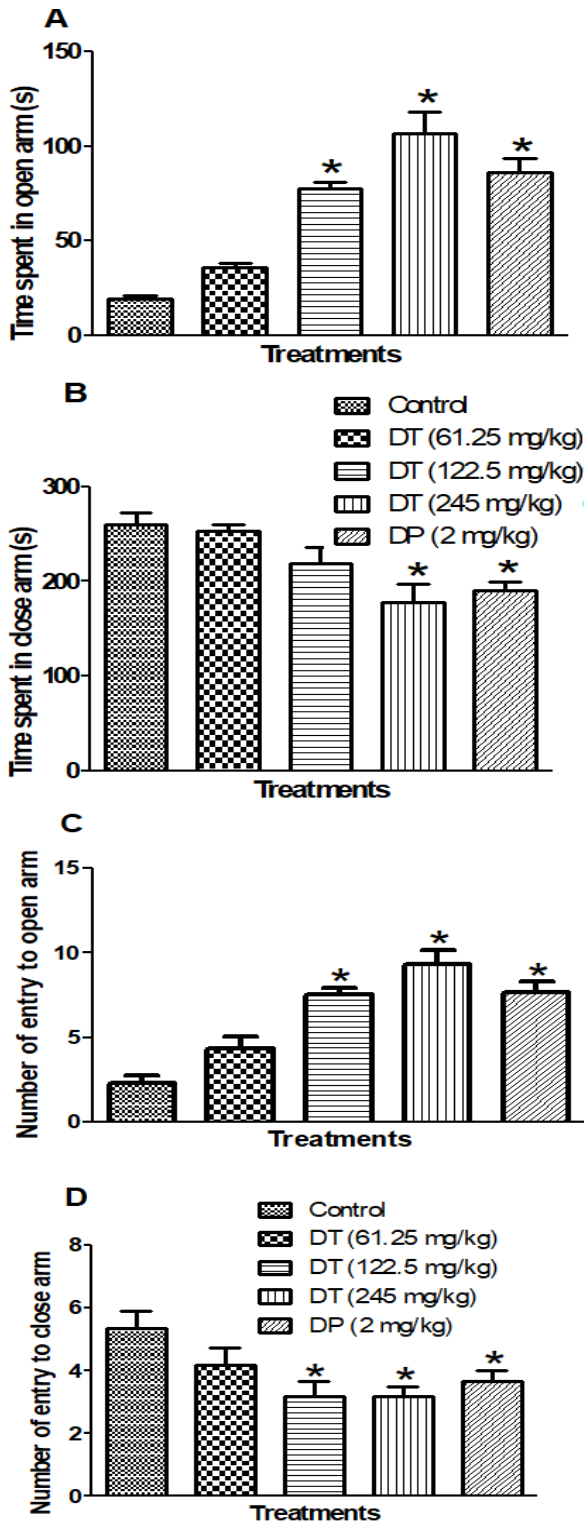 A
Time spent in open arm(s)
150
100
50
0
*
*
*
Treatments
B
Control
DT (61.25 mg/kg)
DT (122.5 mg/kg)
DT (245 mg/kg)
DP (2 mg/kg)
Time spent in close arm(s)
300
200
100
0
*
*
Treatments
C
Number of entry to open arm
15
10
5
0
*
*
*
Treatments
D
Control
DT (61.25 mg/kg)
DT (122.5 mg/kg)
DT (245 mg/kg)
DP (2 mg/kg)
Number of entry to close arm
8
6
4
2
0
*
*
*
Treatments